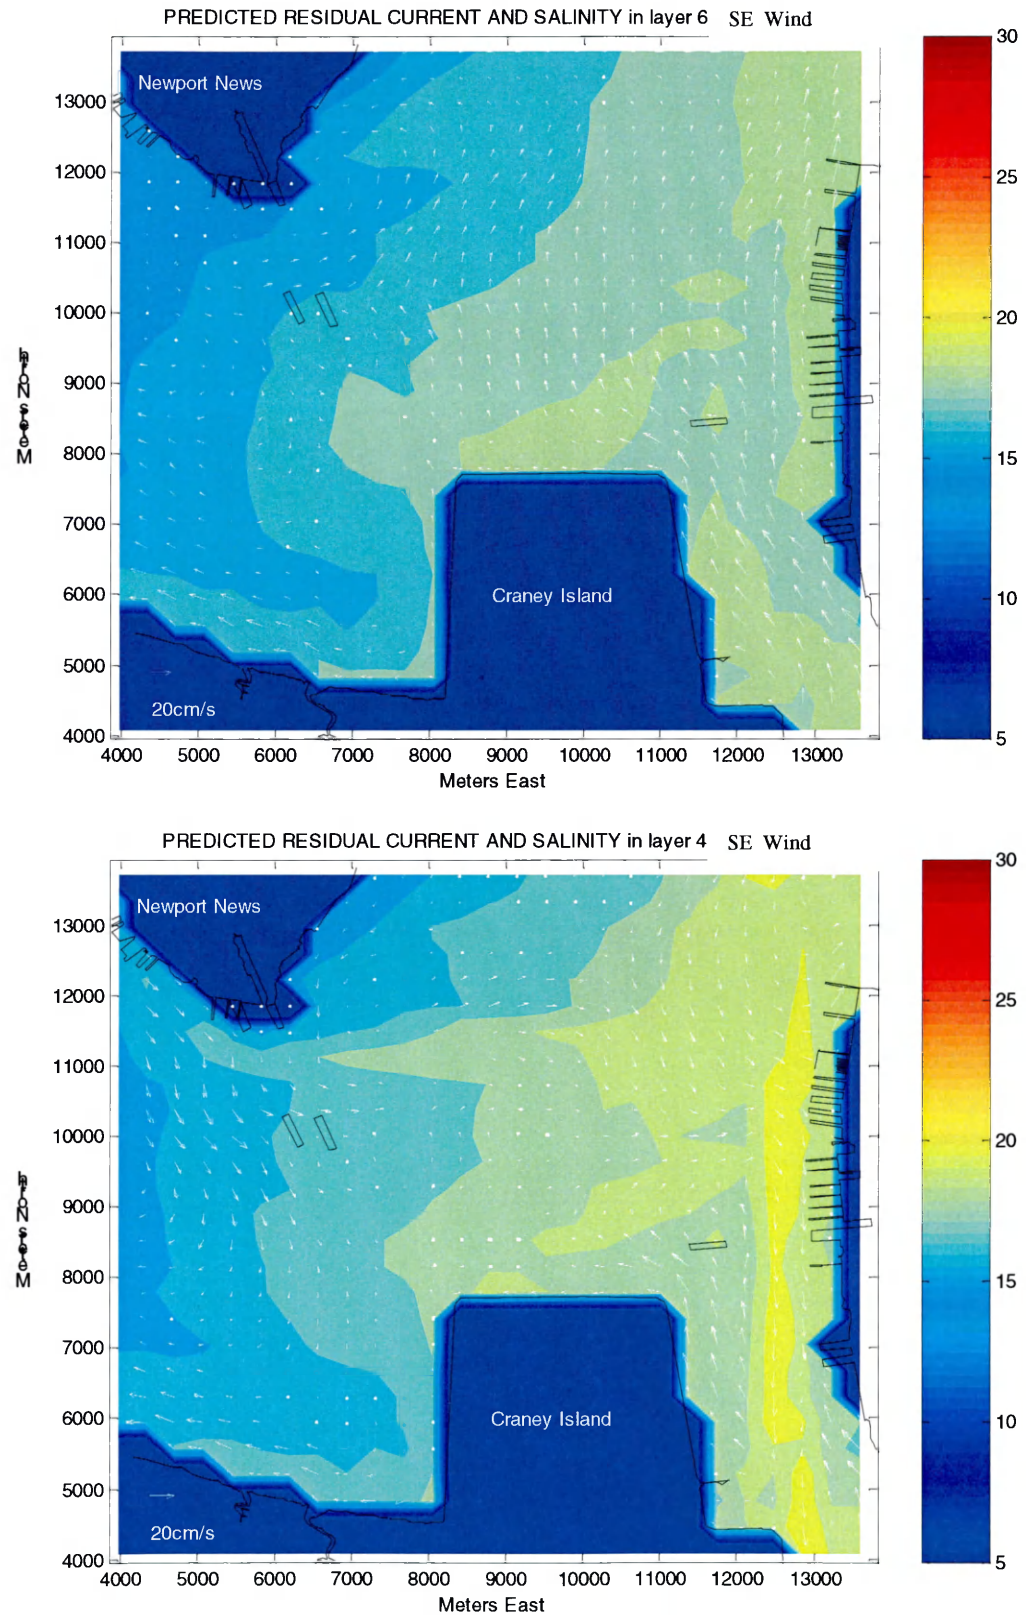 PREDICTED RESIDUAL CURRENT AND SALINITY in layer 6 SE Wind
Newport News
13000
12000
11000
10000
9000
8000
7000
6000
5000
4000
Meters North
Craney Island
20cm/s
4000 5000 6000 7000 8000 9000 10000 11000 12000 13000
Meters East
30
25
20
15
10
5
PREDICTED RESIDUAL CURRENT AND SALINITY in layer 4 SE Wind
Newport News
13000
12000
11000
10000
9000
8000
7000
6000
5000
4000
Meters North
Craney Island
20cm/s
4000 5000 6000 7000 8000 9000 10000 11000 12000 13000
Meters East
30
25
20
15
10
5